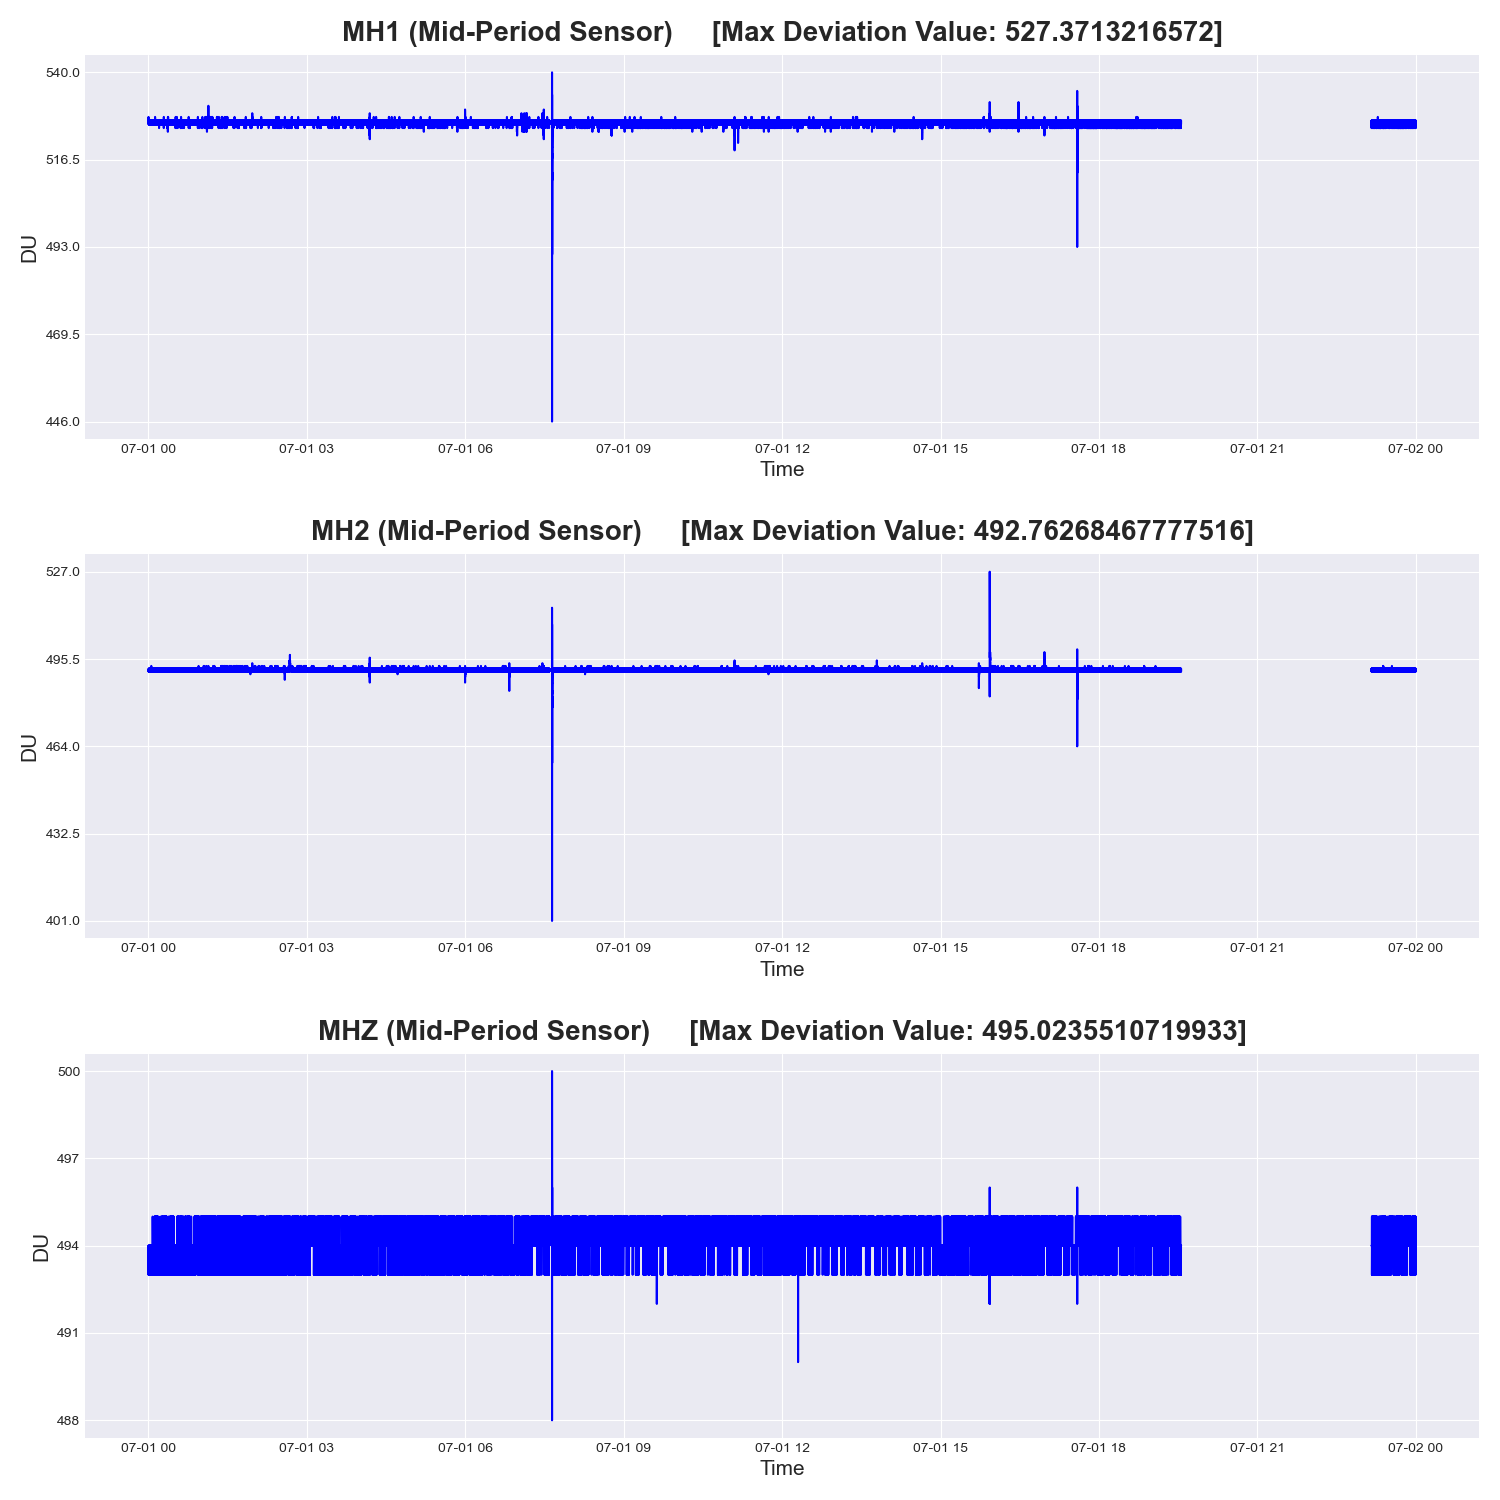 MH1 (Mid-Period Sensor) [Max Deviation Value: 527.3713216572]
540.0
516.5
493.0
469.5
446.0
DU
07-01 00 07-01 03 07-01 06 07-01 09 07-01 12 07-01 15 07-01 18 07-01 21 07-02 00
Time
MH2 (Mid-Period Sensor) [Max Deviation Value: 492.76268467777516]
527.0
495.5
464.0
432.5
401.0
DU
07-01 00 07-01 03 07-01 06 07-01 09 07-01 12 07-01 15 07-01 18 07-01 21 07-02 00
Time
MHZ (Mid-Period Sensor) [Max Deviation Value: 495.0235510719933]
500
497
494
491
488
DU
07-01 00 07-01 03 07-01 06 07-01 09 07-01 12 07-01 15 07-01 18 07-01 21 07-02 00
Time